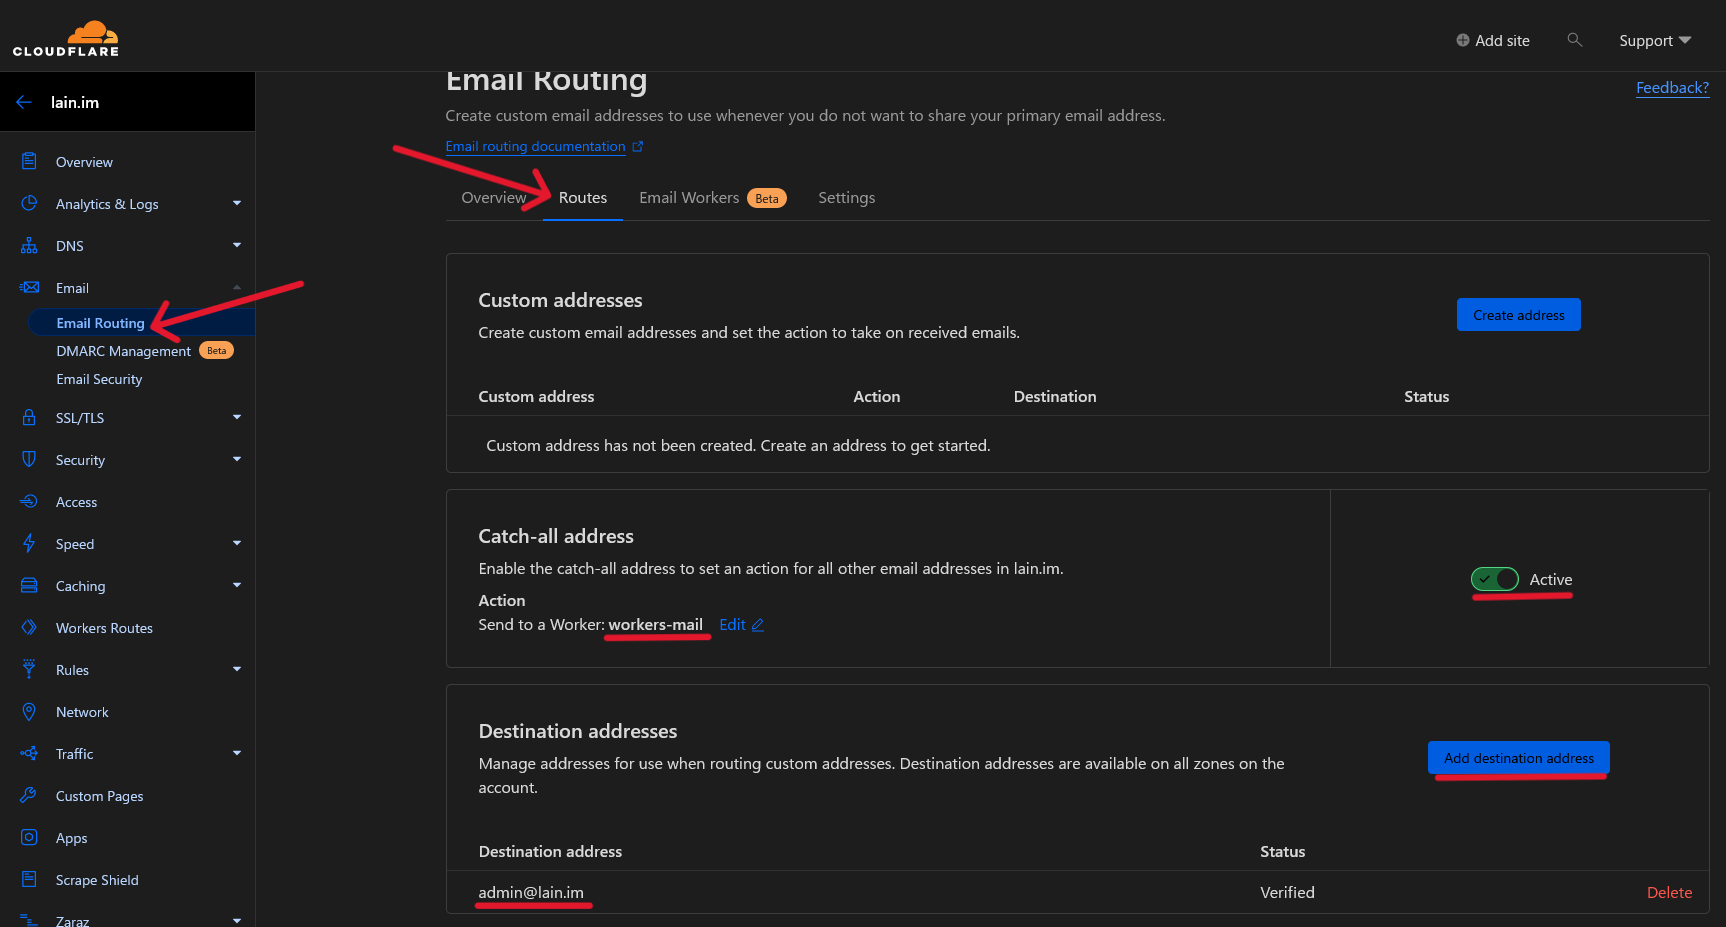 CLOUDFLARE
Add site
Support
lain.im
Overview
Analytics & Logs
DNS
Email
Email Routing
DMARC Management Beta
Email Security
SSL/TLS
Security
Access
Speed
Caching
Workers Routes
Rules
Network
Traffic
Custom Pages
Apps
Scrape Shield
Zaraz
Email Routing
Feedback?
Create custom email addresses to use whenever you do not want to share your primary email address.
Email routing documentation
Overview Routes Email Workers Beta Settings
Custom addresses
Create custom email addresses and set the action to take on received emails.
Create address
Custom address Action Destination Status
Custom address has not been created. Create an address to get started.
Catch-all address
Enable the catch-all address to set an action for all other email addresses in lain.im.
Action
Send to a Worker: workers-mail Edit
Active
Destination addresses
Manage addresses for use when routing custom addresses. Destination addresses are available on all zones on the
account.
Add destination address
Destination address Status
admin@lain.im Verified Delete